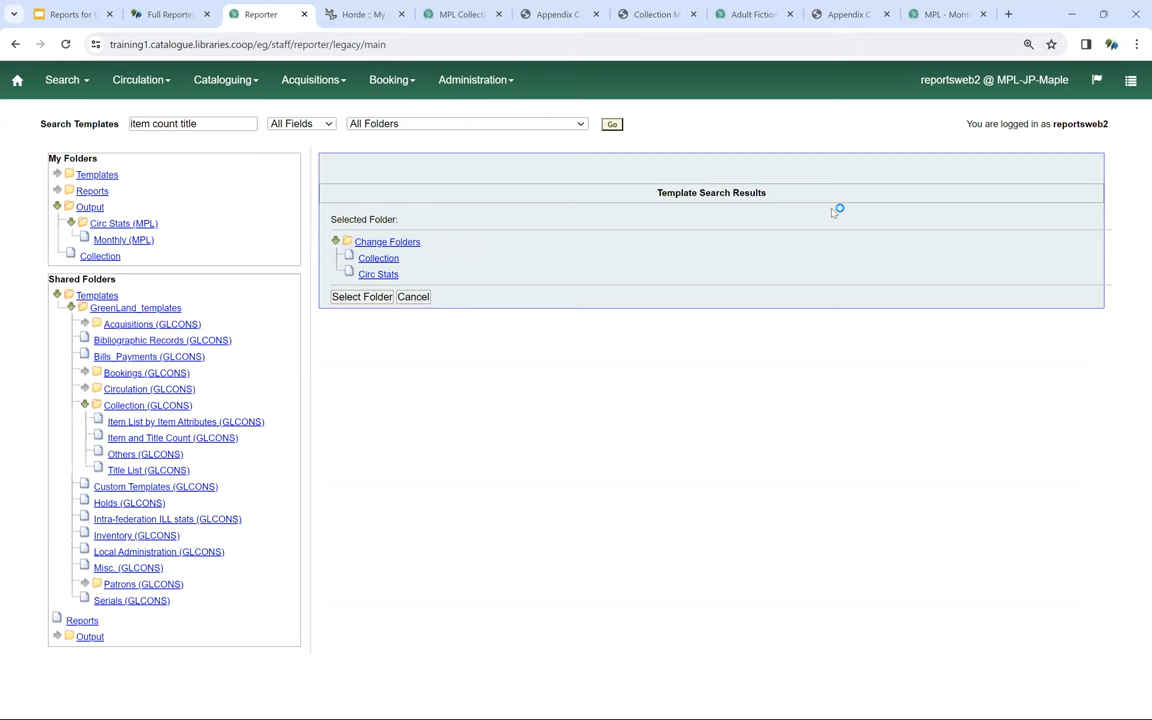 Reports for E
Full Reporter
Reporter
Horde :: My
MPL Collecti
Appendix C
Collection M
Adult Fictio
Appendix C.
MPL - Mont
training1.catalogue.libraries.coop/eg/staff/reporter/legacy/main
Search Circulation Cataloguing Acquisitions Booking Administration reportsweb2 @ MPL-JP-Maple
Search Templates item count title All Fields All Folders Go You are logged in as reportsweb2
My Folders
Templates
Reports
Output
Circ Stats (MPL)
Monthly (MPL)
Collection
Shared Folders
Templates
GreenLand_templates
Acquisitions (GLCONS)
Bibliographic Records (GLCONS)
Bills_Payments (GLCONS)
Bookings (GLCONS)
Circulation (GLCONS)
Collection (GLCONS)
Item List by Item Attributes (GLCONS)
Item and Title Count (GLCONS)
Others (GLCONS)
Title List (GLCONS)
Custom Templates (GLCONS)
Holds (GLCONS)
Intra-federation ILL stats (GLCONS)
Inventory (GLCONS)
Local Administration (GLCONS)
Misc. (GLCONS)
Patrons (GLCONS)
Serials (GLCONS)
Reports
Output
Template Search Results
Selected Folder:
Change Folders
Collection
Circ Stats
Select Folder Cancel